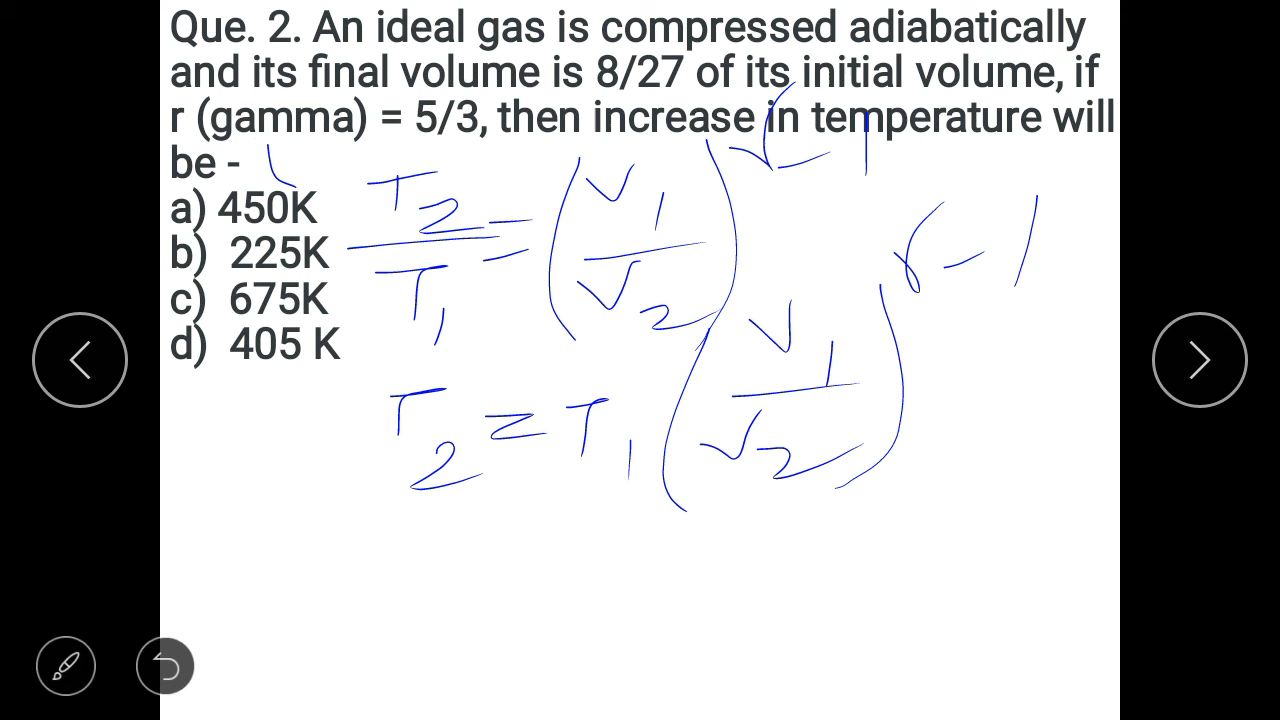 Que. 2. An ideal gas is compressed adiabatically
and its final volume is 8/27 of its initial volume, if
r (gamma) = 5/3, then increase in temperature will
be -
a) 450K
b) 225K
c) 675K
d) 405 K
T2/T1 = (V1/V2)^γ-1
T2 = T1 (V1/V2)^γ-1